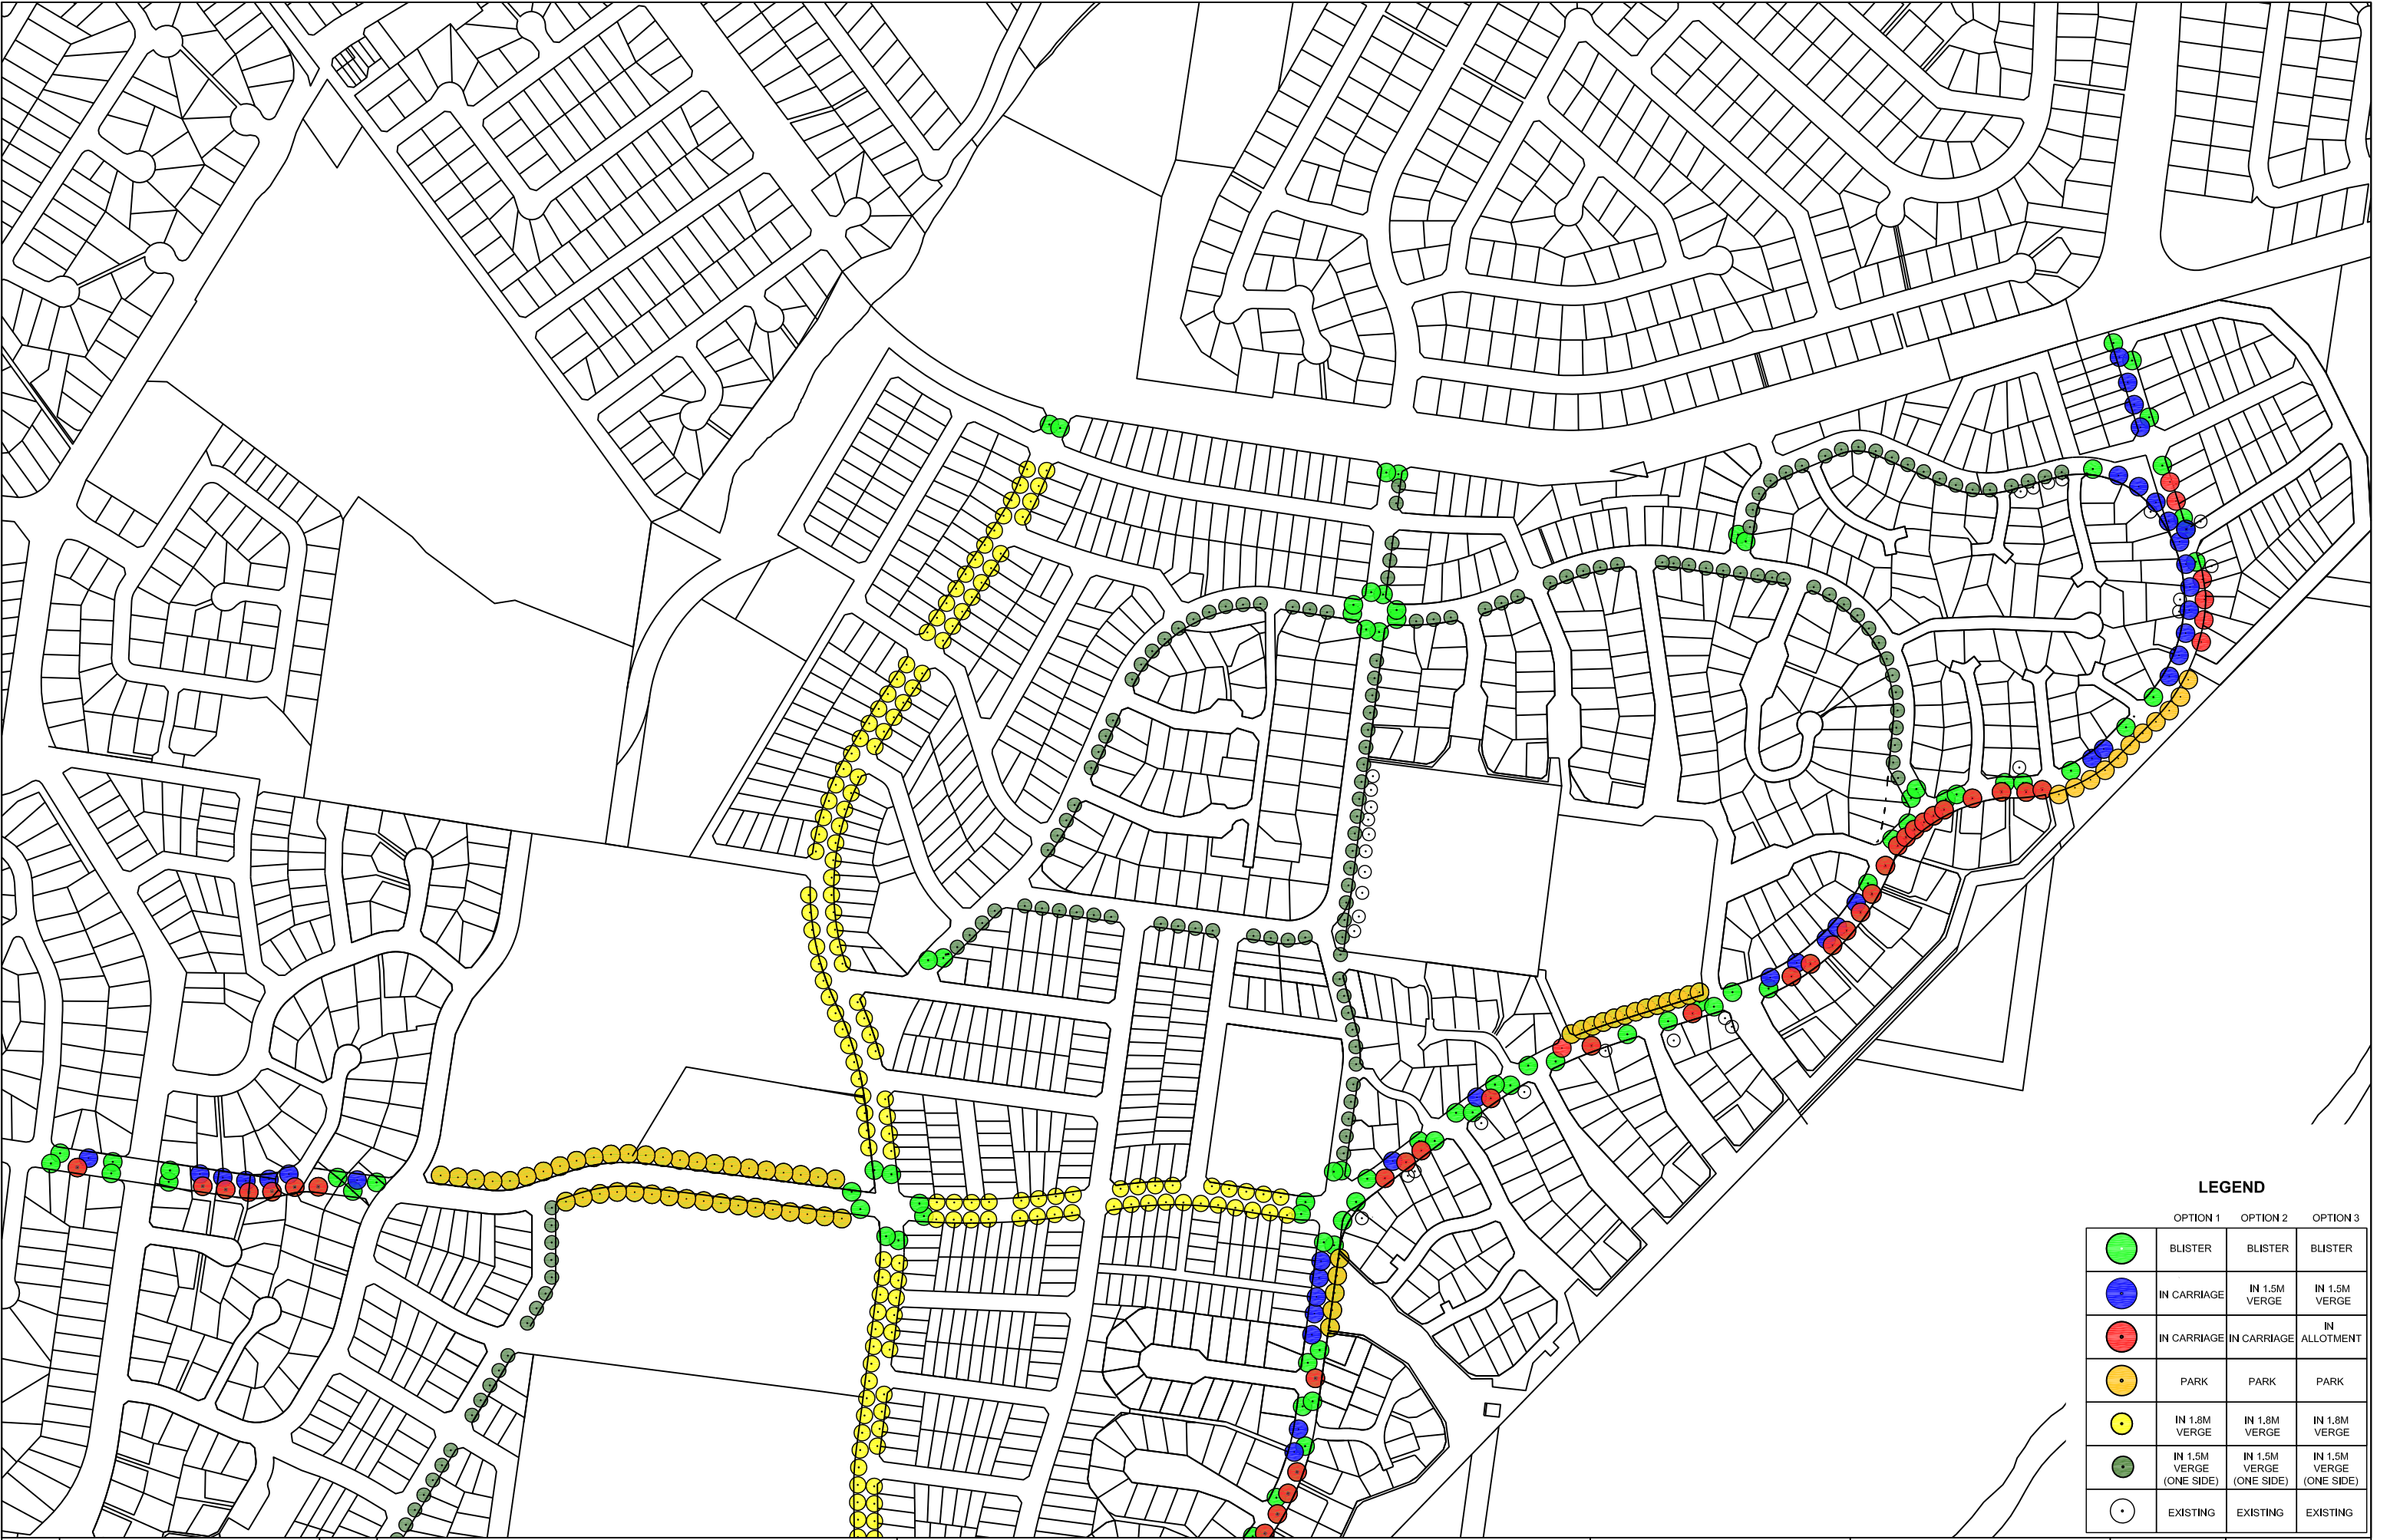 LEGEND
OPTION 1 OPTION 2 OPTION 3
BLISTER BLISTER BLISTER
IN CARRIAGE IN 1.5M VERGE IN 1.5M VERGE
IN CARRIAGE IN CARRIAGE IN ALLOTMENT
PARK PARK PARK
IN 1.8M VERGE IN 1.8M VERGE IN 1.8M VERGE
IN 1.5M VERGE (ONE SIDE) IN 1.5M VERGE (ONE SIDE) IN 1.5M VERGE (ONE SIDE)
EXISTING EXISTING EXISTING